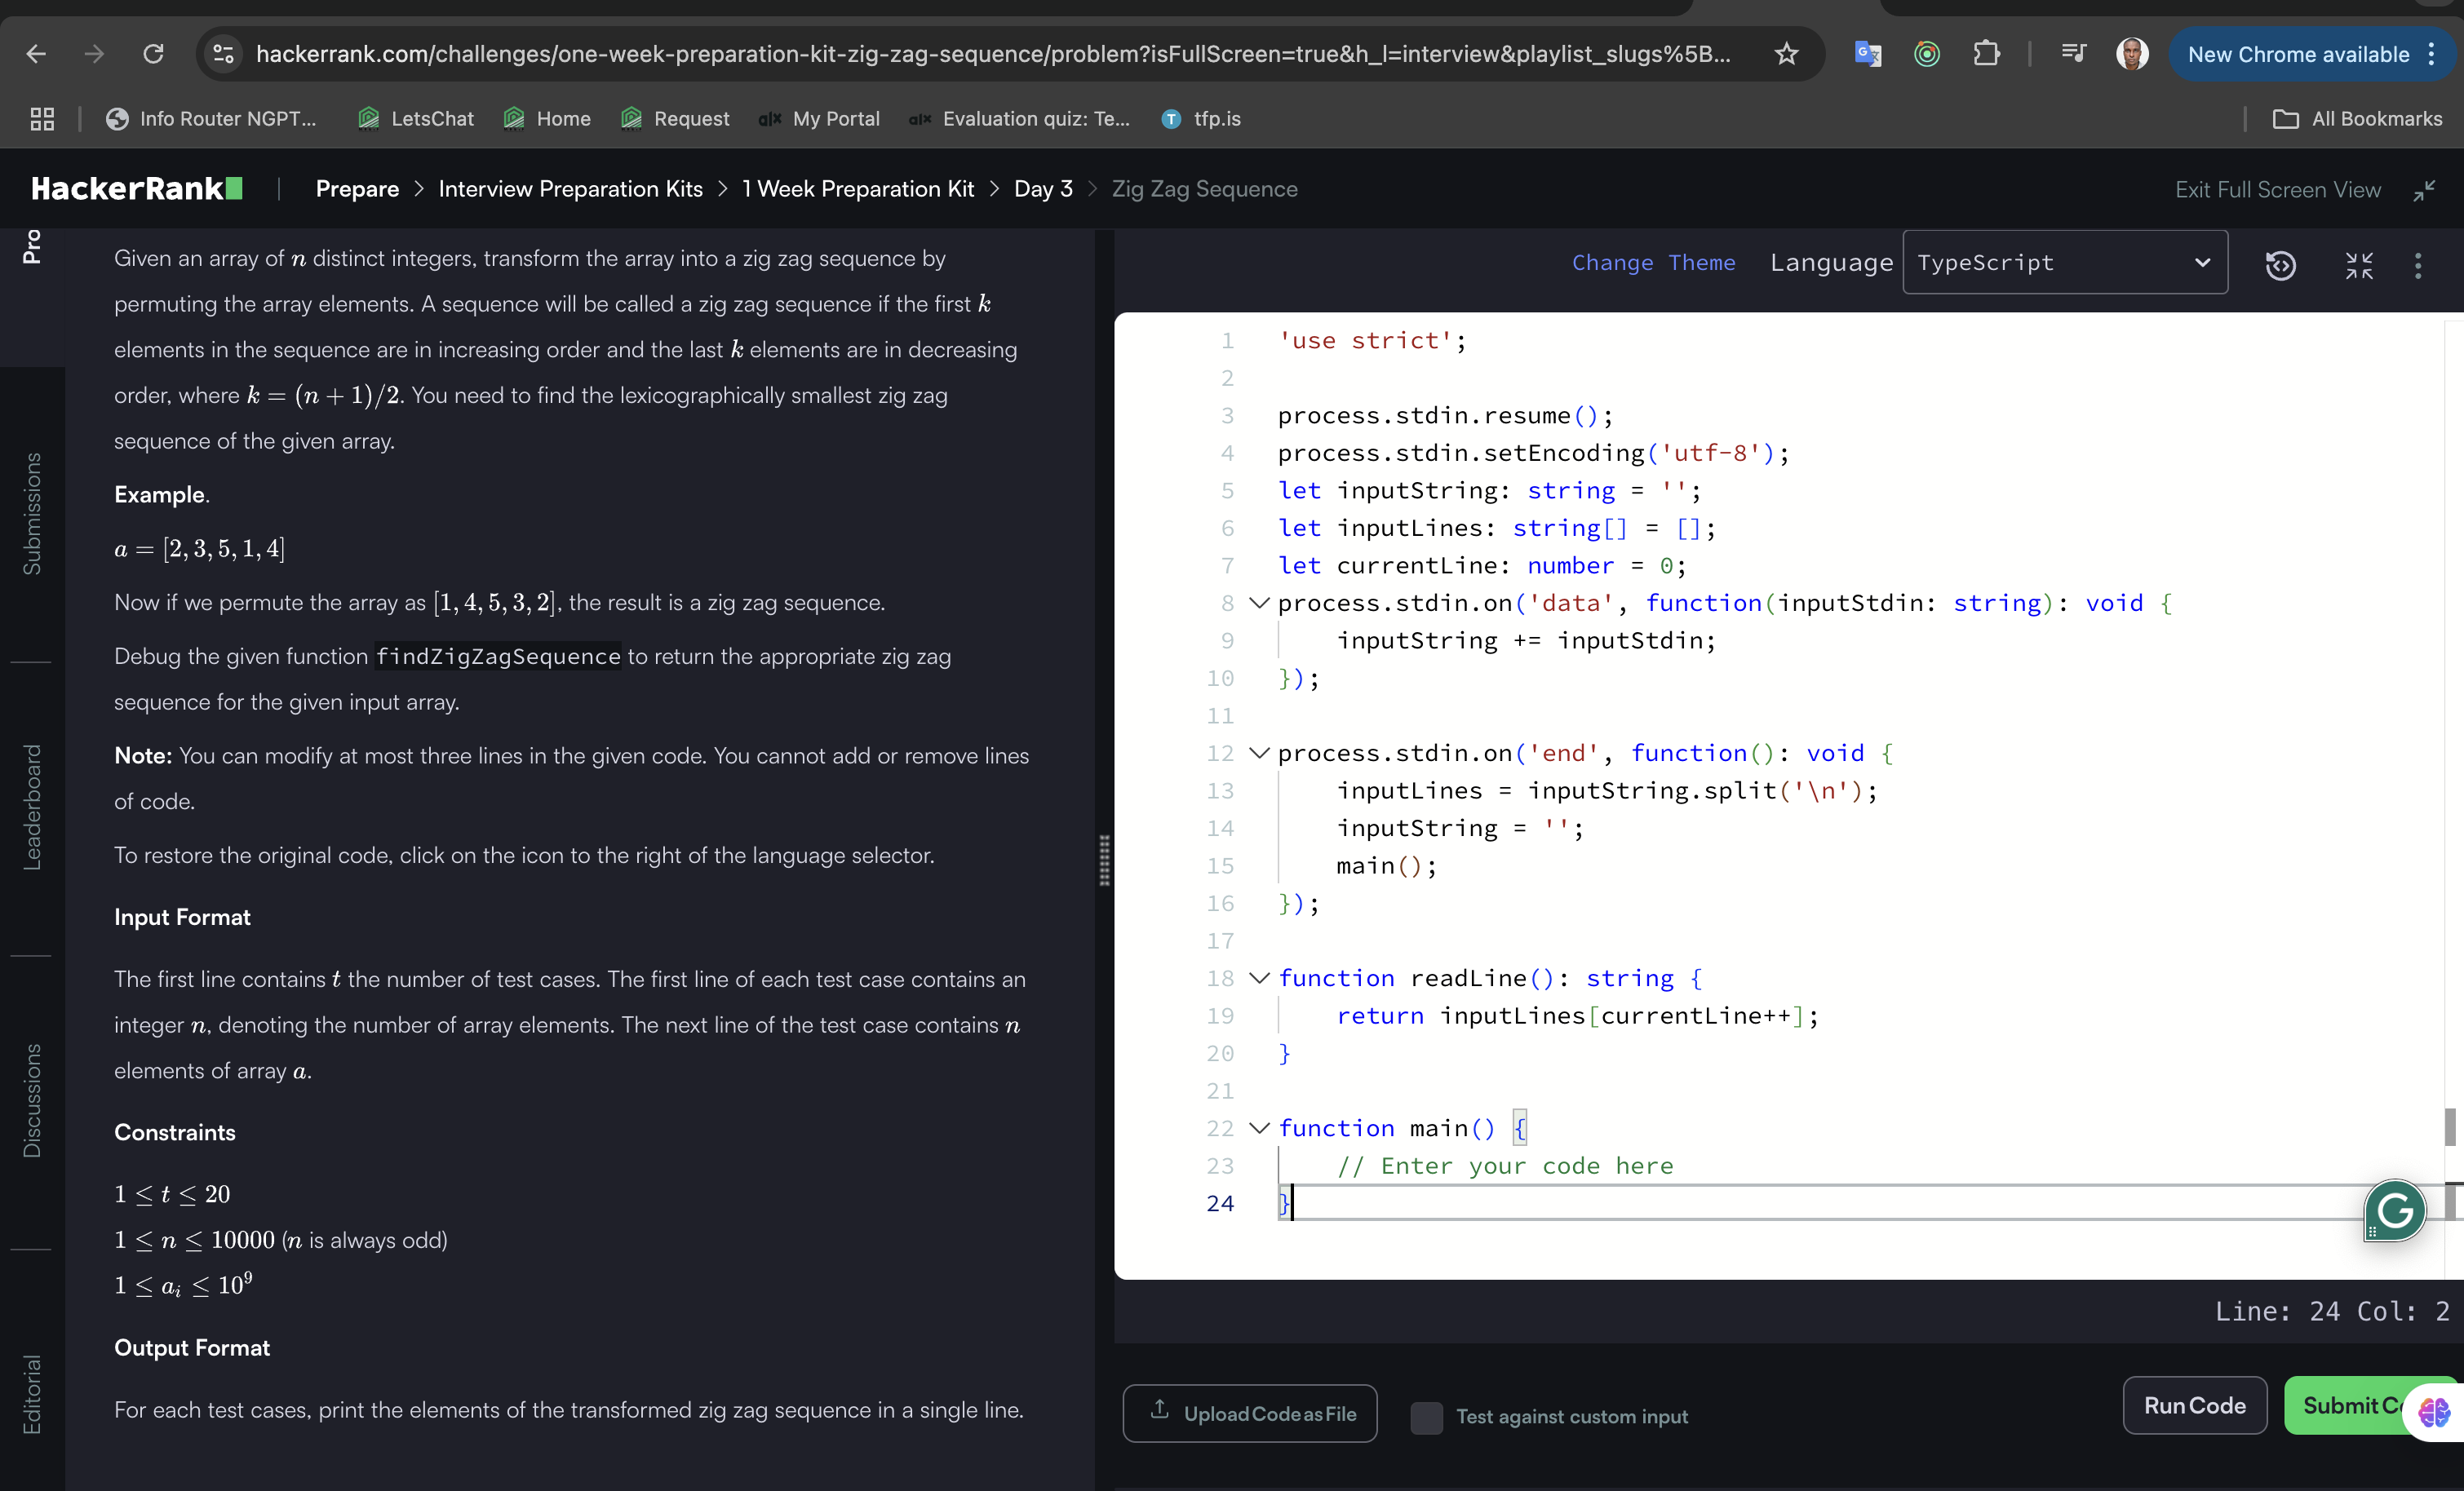 hackerrank.com/challenges/one-week-preparation-kit-zig-zag-sequence/problem?isFullScreen=true&h_l=interview&playlist_slugs%5B...
New Chrome available
Info Router NGPT...
LetsChat
Home
Request
alx My Portal
alx Evaluation quiz: Te...
T tfp.is
All Bookmarks
HackerRank
Prepare > Interview Preparation Kits > 1 Week Preparation Kit > Day 3 > Zig Zag Sequence
Exit Full Screen View
Pro
Submissions
Leaderboard
Discussions
Editorial
Given an array of n distinct integers, transform the array into a zig zag sequence by
permuting the array elements. A sequence will be called a zig zag sequence if the first k
elements in the sequence are in increasing order and the last k elements are in decreasing
order, where k = (n + 1)/2. You need to find the lexicographically smallest zig zag
sequence of the given array.
Example.
a = [2, 3, 5, 1, 4]
Now if we permute the array as [1, 4, 5, 3, 2], the result is a zig zag sequence.
Debug the given function findZigZagSequence to return the appropriate zig zag
sequence for the given input array.
Note: You can modify at most three lines in the given code. You cannot add or remove lines
of code.
To restore the original code, click on the icon to the right of the language selector.
Input Format
The first line contains t the number of test cases. The first line of each test case contains an
integer n, denoting the number of array elements. The next line of the test case contains n
elements of array a.
Constraints
1 ≤ t ≤ 20
1 ≤ n ≤ 10000 (n is always odd)
1 ≤ aᵢ ≤ 10⁹
Output Format
For each test cases, print the elements of the transformed zig zag sequence in a single line.
Change Theme
Language
TypeScript
1 'use strict';
2
3 process.stdin.resume();
4 process.stdin.setEncoding('utf-8');
5 let inputString: string = '';
6 let inputLines: string[] = [];
7 let currentLine: number = 0;
8 process.stdin.on('data', function(inputStdin: string): void {
9     inputString += inputStdin;
10 });
11
12 process.stdin.on('end', function(): void {
13     inputLines = inputString.split('\n');
14     inputString = '';
15     main();
16 });
17
18 function readLine(): string {
19     return inputLines[currentLine++];
20 }
21
22 function main() {
23     // Enter your code here
24 }
Line: 24 Col: 2
Upload Code as File
Test against custom input
Run Code
Submit C